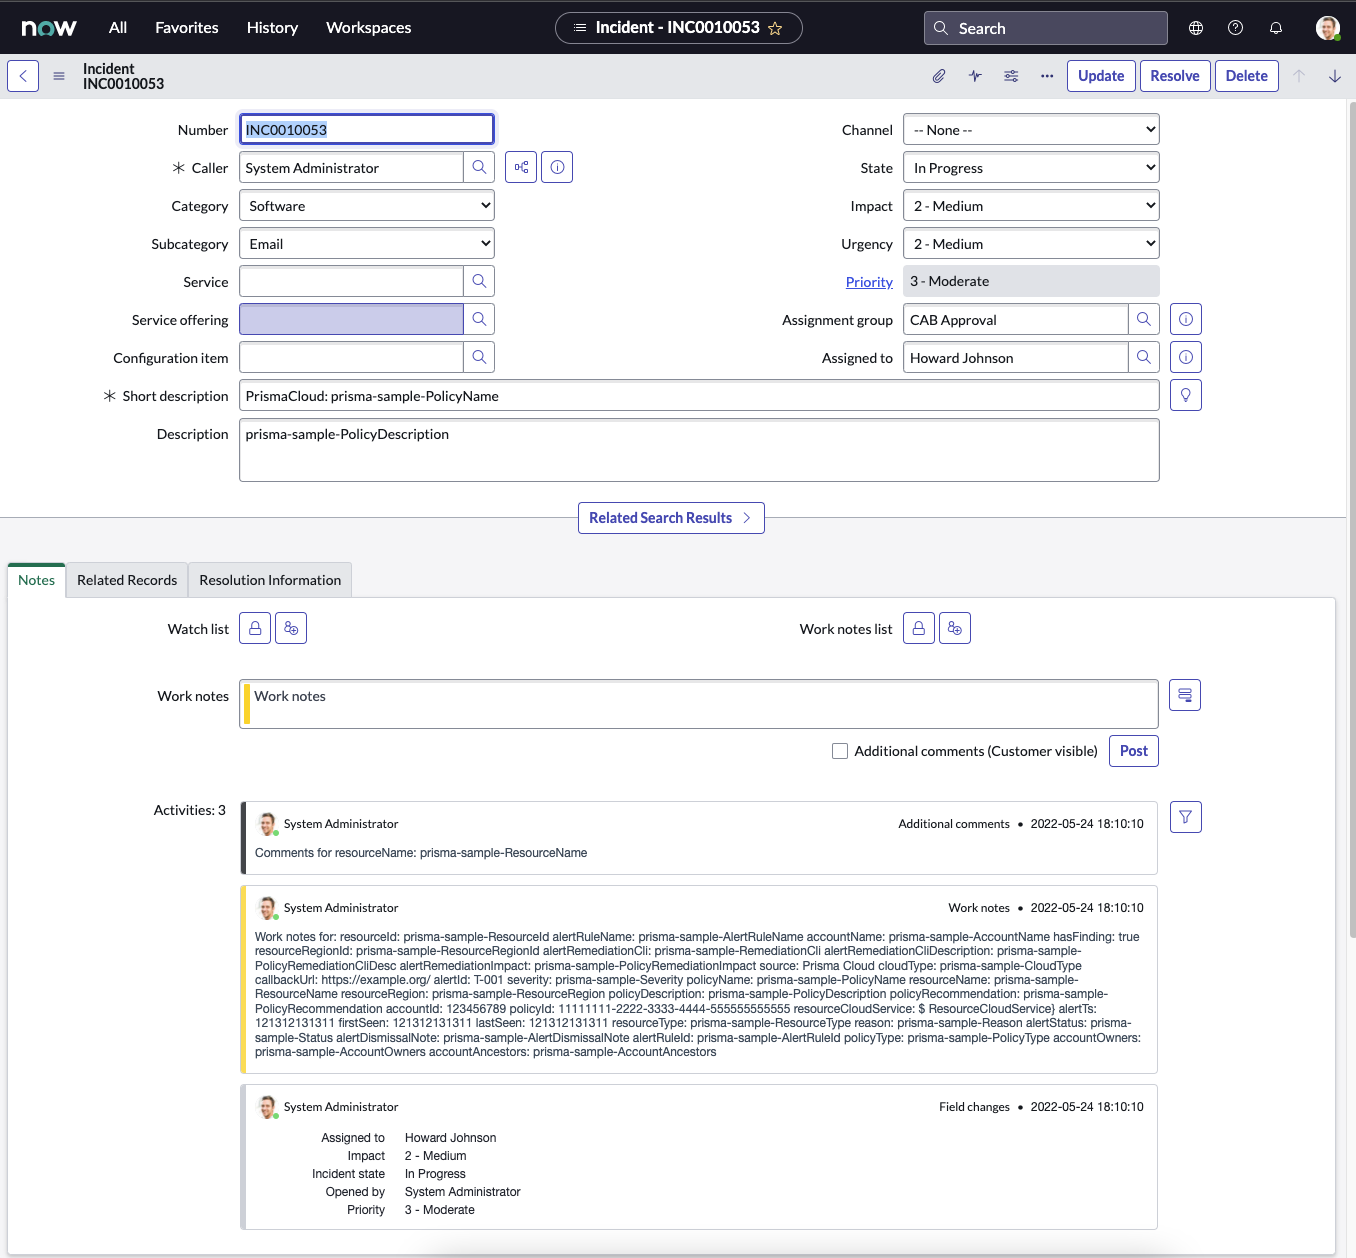 now All Favorites History Workspaces Incident - INC0010053 Search
Incident
INC0010053
Update Resolve Delete
Number INC0010053 Channel -- None --
Caller System Administrator State In Progress
Category Software Impact 2 - Medium
Subcategory Email Urgency 2 - Medium
Service Priority 3 - Moderate
Service offering Assignment group CAB Approval
Configuration item Assigned to Howard Johnson
Short description PrismaCloud: prisma-sample-PolicyName
Description prisma-sample-PolicyDescription
Related Search Results
Notes Related Records Resolution Information
Watch list Work notes list
Work notes Work notes
Additional comments (Customer visible) Post
Activities: 3
System Administrator Additional comments • 2022-05-24 18:10:10
Comments for resourceName: prisma-sample-ResourceName
System Administrator Work notes • 2022-05-24 18:10:10
Work notes for: resourceId: prisma-sample-ResourceId alertRuleName: prisma-sample-AlertRuleName accountName: prisma-sample-AccountName hasFinding: true
resourceRegionId: prisma-sample-ResourceRegionId alertRemediationCli: prisma-sample-RemediationCli alertRemediationCliDescription: prisma-sample-
PolicyRemediationCliDesc alertRemediationImpact: prisma-sample-PolicyRemediationImpact source: Prisma Cloud cloudType: prisma-sample-CloudType
callbackUrl: https://example.org/ alertId: T-001 severity: prisma-sample-Severity policyName: prisma-sample-PolicyName resourceName: prisma-sample-
ResourceName resourceRegion: prisma-sample-ResourceRegion policyDescription: prisma-sample-PolicyDescription policyRecommendation: prisma-sample-
PolicyRecommendation accountId: 123456789 policyId: 11111111-2222-3333-4444-555555555555 resourceCloudService: $ ResourceCloudService} alertTs:
121312131311 firstSeen: 121312131311 lastSeen: 121312131311 resourceType: prisma-sample-ResourceType reason: prisma-sample-Reason alertStatus: prisma-
sample-Status alertDismissalNote: prisma-sample-AlertDismissalNote alertRuleId: prisma-sample-AlertRuleId policyType: prisma-sample-PolicyType accountOwners:
prisma-sample-AccountOwners accountAncestors: prisma-sample-AccountAncestors
System Administrator Field changes • 2022-05-24 18:10:10
Assigned to Howard Johnson
Impact 2 - Medium
Incident state In Progress
Opened by System Administrator
Priority 3 - Moderate